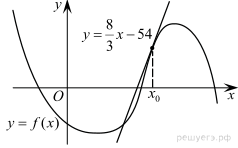 y
y = 8/3 x − 54
O
x₀
x
y = f(x)
решуегэ.рф